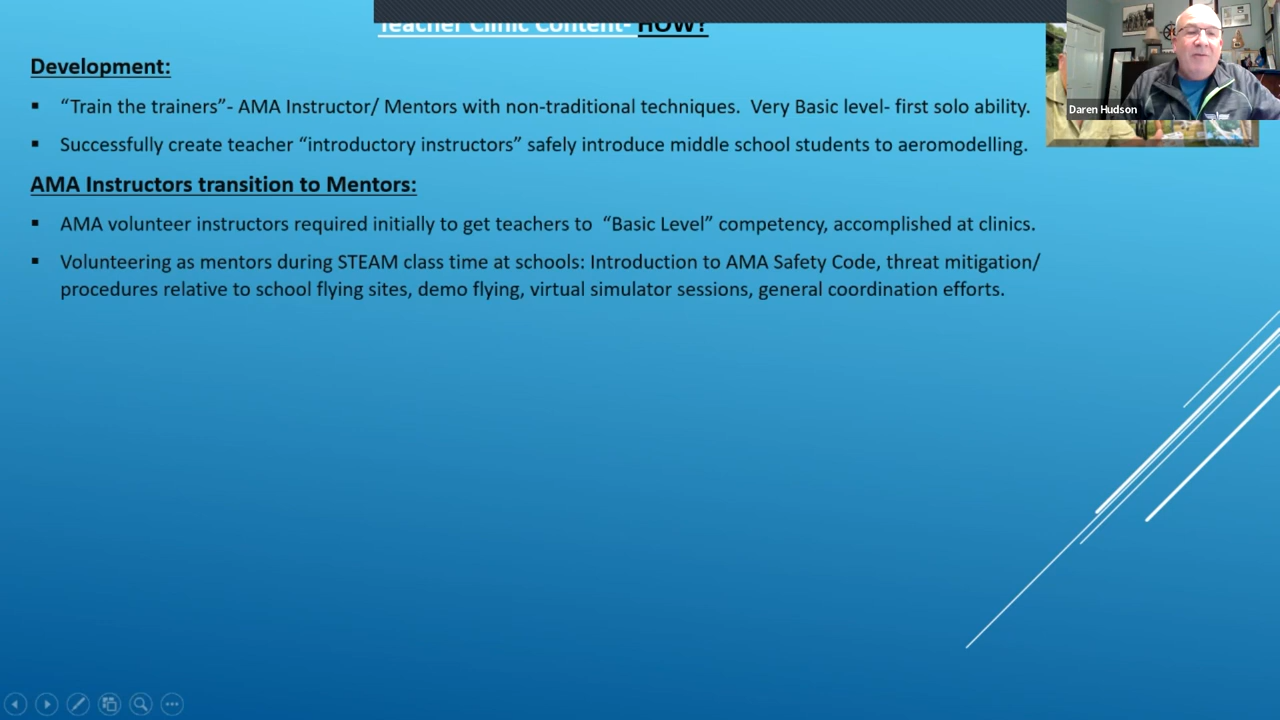 Teacher Clinic Content- HOW?
Daren Hudson
Development:
▪ “Train the trainers”- AMA Instructor/ Mentors with non-traditional techniques.  Very Basic level- first solo ability.
▪ Successfully create teacher “introductory instructors” safely introduce middle school students to aeromodelling.
AMA Instructors transition to Mentors:
▪ AMA volunteer instructors required initially to get teachers to  “Basic Level” competency, accomplished at clinics.
▪ Volunteering as mentors during STEAM class time at schools: Introduction to AMA Safety Code, threat mitigation/
procedures relative to school flying sites, demo flying, virtual simulator sessions, general coordination efforts.